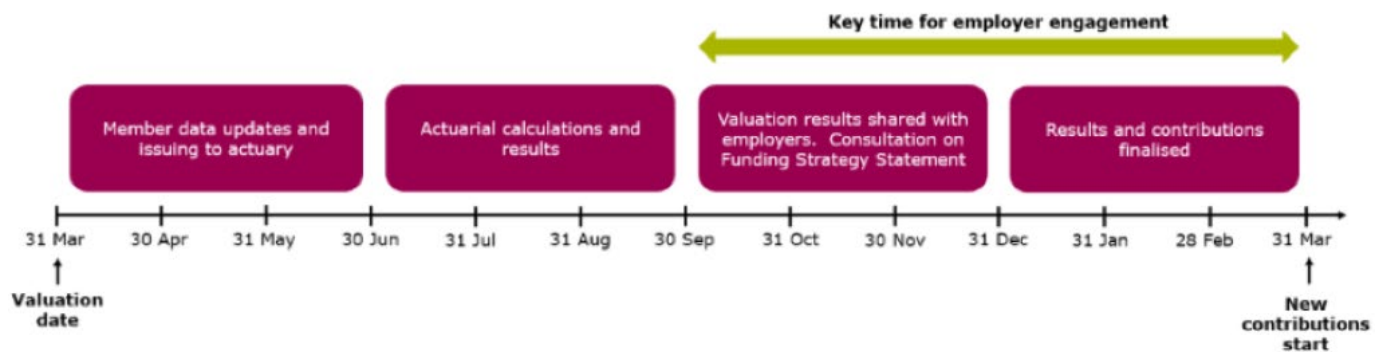 Key time for employer engagement
Member data updates and
issuing to actuary
Actuarial calculations and
results
Valuation results shared with
employers.  Consultation on
Funding Strategy Statement
Results and contributions
finalised
31 Mar
30 Apr
31 May
30 Jun
31 Jul
31 Aug
30 Sep
31 Oct
30 Nov
31 Dec
31 Jan
28 Feb
31 Mar
Valuation
date
New
contributions
start